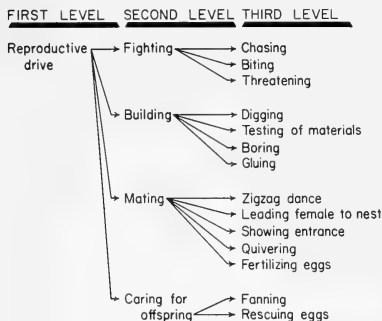 FIRST LEVEL SECOND LEVEL THIRD LEVEL
Reproductive drive
Fighting
Chasing
Biting
Threatening
Building
Digging
Testing of materials
Boring
Gluing
Mating
Zigzag dance
Leading female to nest
Showing entrance
Quivering
Fertilizing eggs
Caring for
offspring
Fanning
Rescuing eggs